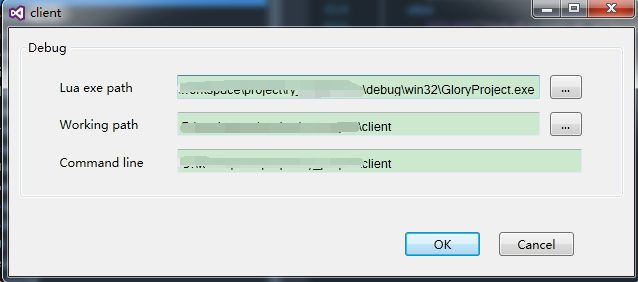 client
Debug
Lua exe path
\debug\win32\GloryProject.exe
...
Working path
\client
...
Command line
\client
OK
Cancel